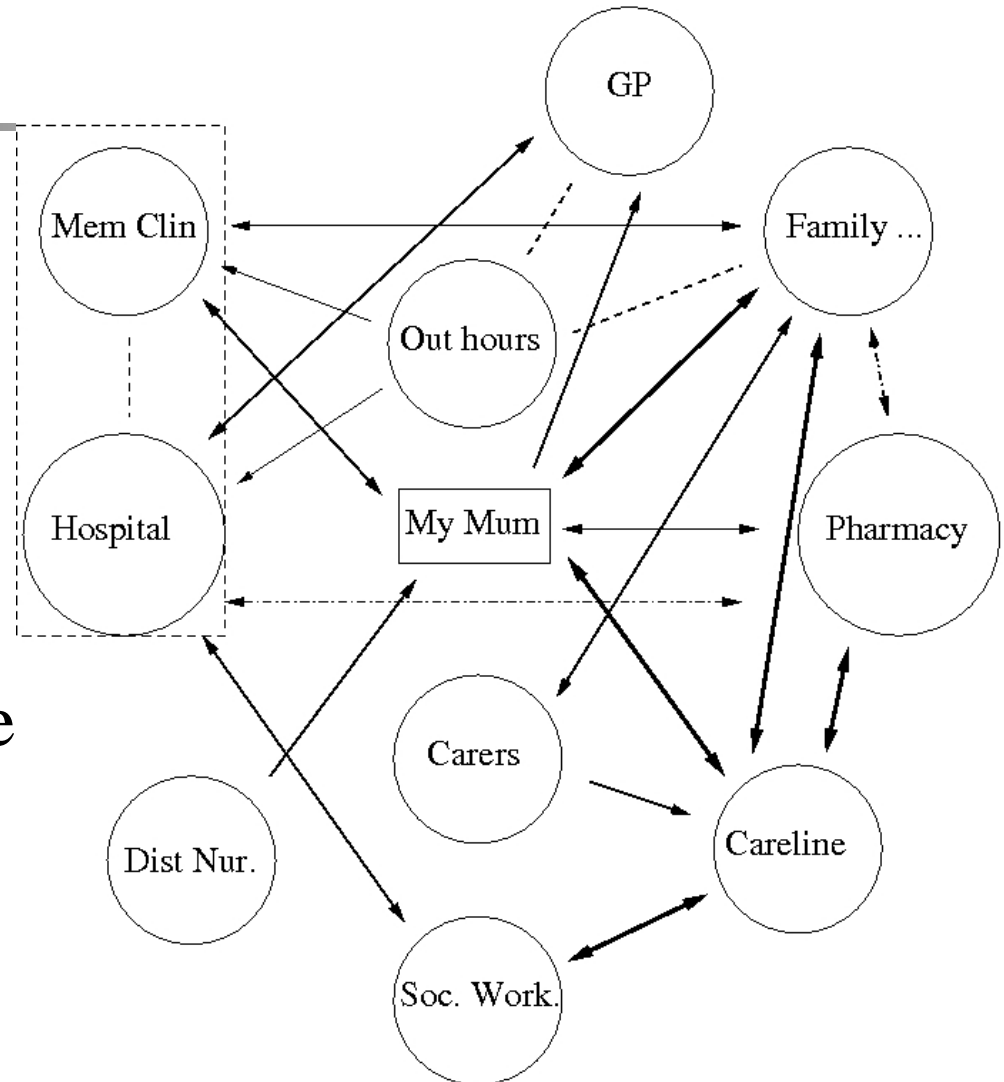 GP
Mem Clin
Family ...
Out hours
My Mum
Hospital
Pharmacy
e
Carers
Careline
Dist Nur.
Soc. Work.